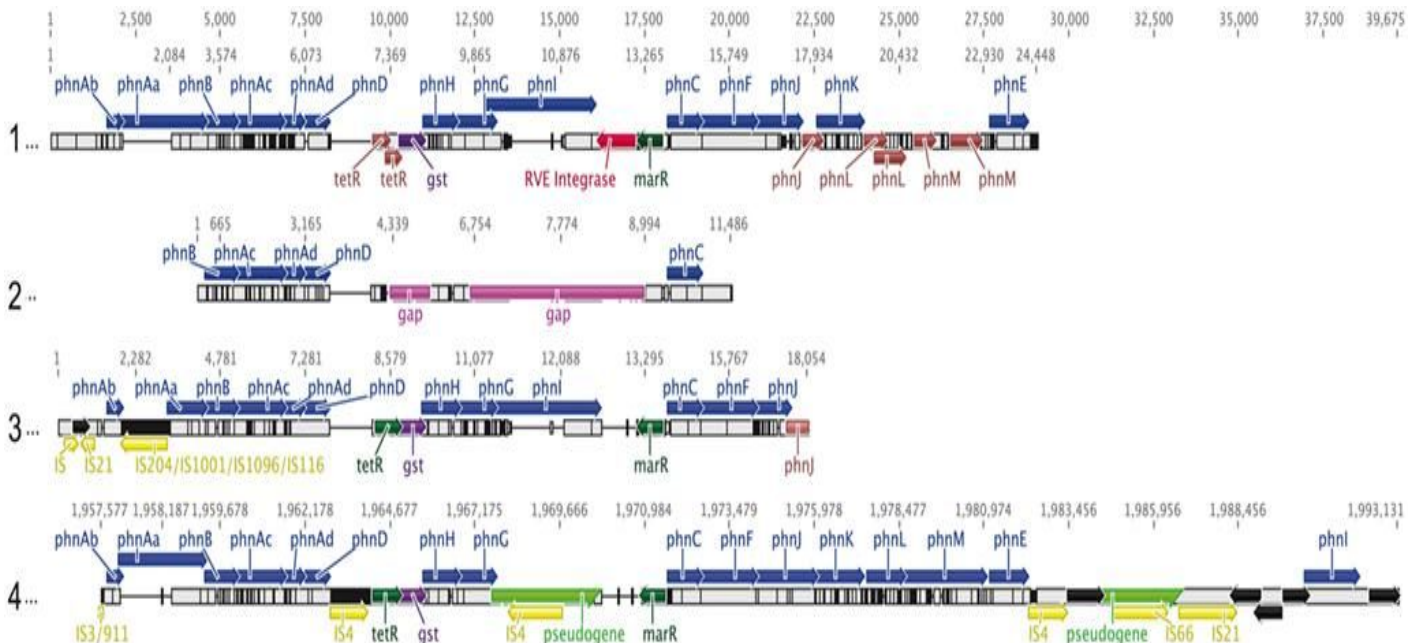 1 2,500 5,000 7,500 10,000 12,500 15,000 17,500 20,000 22,500 25,000 27,500 30,000 32,500 35,000 37,500 39,675
1 2,084 3,574 6,073 7,369 9,865 10,876 13,265 15,749 17,934 20,432 22,930 24,448
phnAb phnAa phnB phnAc phnAd phnD phnH phnG phnI phnC phnF phnJ phnK phnE
1 ...
tetR tetR gst RVE Integrase marR phnJ phnL phnL phnM phnM
1 665 3,165 4,339 6,754 7,774 8,994 11,486
phnB phnAc phnAd phnD phnC
2 ..
gap gap
1 2,282 4,781 7,281 8,579 11,077 12,088 13,295 15,767 18,054
phnAb phnAa phnB phnAc phnAd phnD phnH phnG phnI phnC phnF phnJ
3 ...
IS IS21 IS204/IS1001/IS1096/IS116 tetR gst marR phnJ
1,957,577 1,958,187 1,959,678 1,962,178 1,964,677 1,967,175 1,969,666 1,970,984 1,973,479 1,975,978 1,978,477 1,980,974 1,983,456 1,985,956 1,988,456 1,993,131
phnAb phnAa phnB phnAc phnAd phnD phnH phnG phnC phnF phnJ phnK phnL phnM phnE phnI
4 ...
IS3/911 IS4 tetR gst IS4 pseudogene marR IS4 pseudogene IS66 IS21